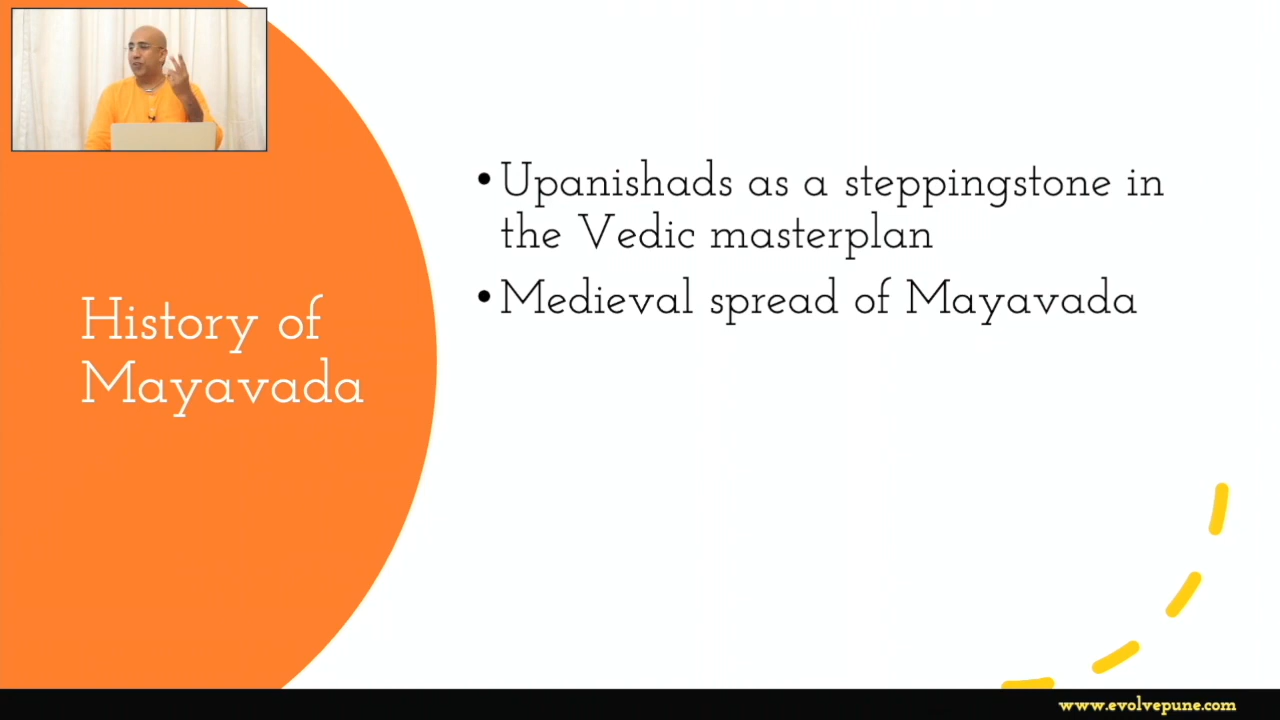 History of
Mayavada
•Upanishads as a steppingstone in
the Vedic masterplan
•Medieval spread of Mayavada
www.evolvepune.com